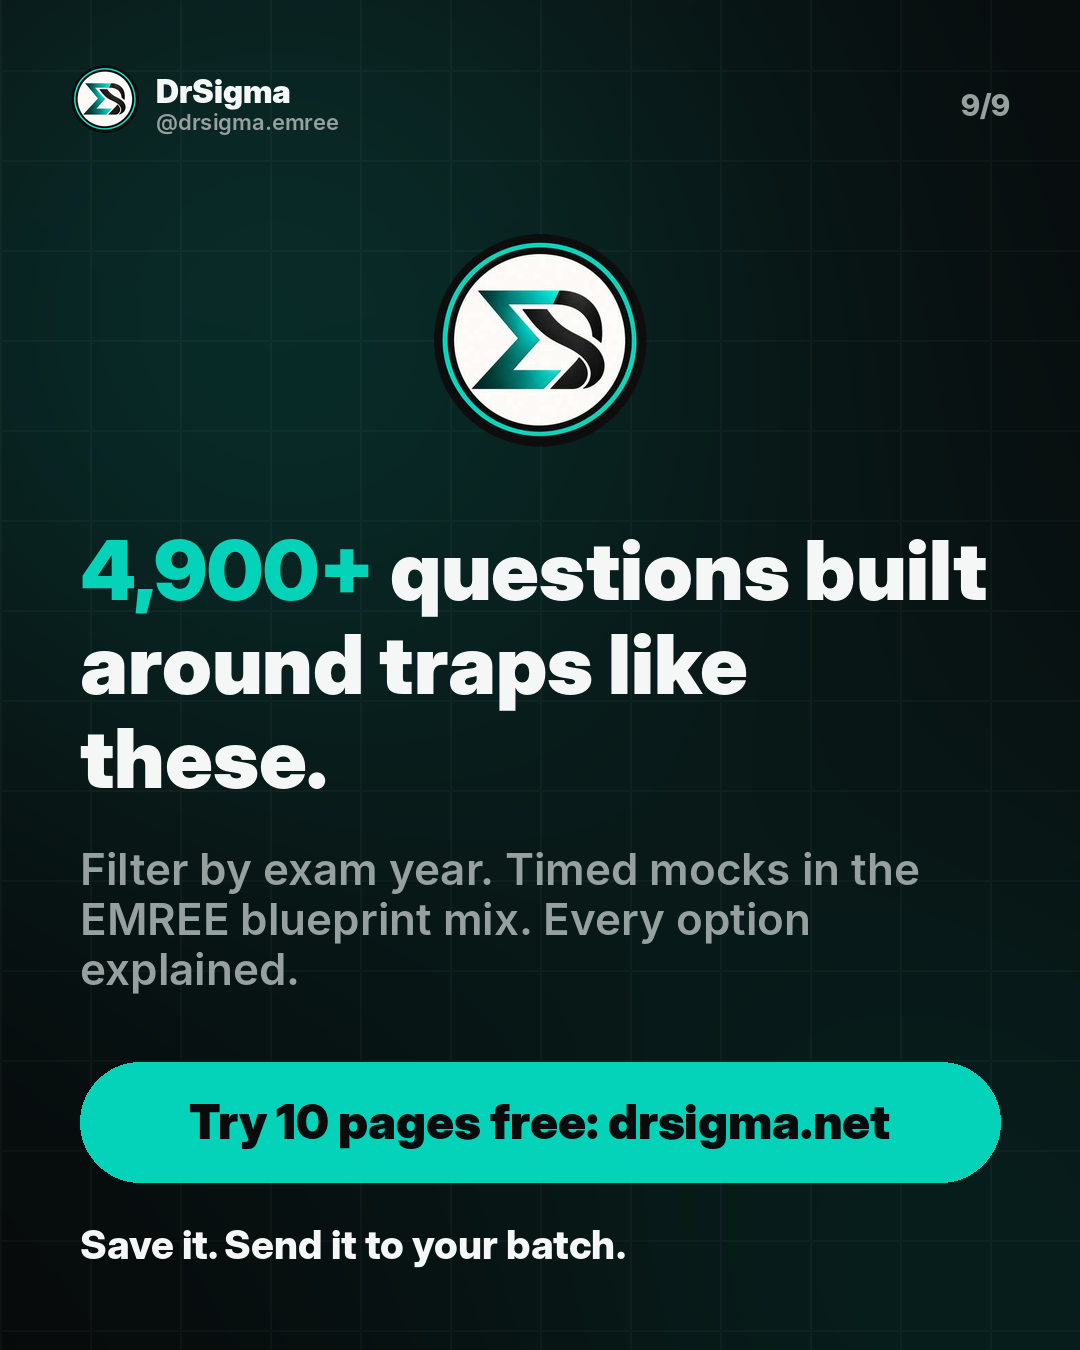 DrSigma
@drsigma.emree
9/9
4,900+ questions built
around traps like
these.
Filter by exam year. Timed mocks in the
EMREE blueprint mix. Every option
explained.
Try 10 pages free: drsigma.net
Save it. Send it to your batch.